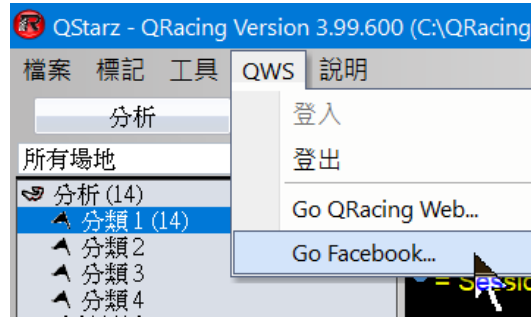 QStarz - QRacing Version 3.99.600 (C:\QRacing
檔案 標記 工具 QWS 說明
分析
登入
所有場地
登出
分析 (14)
分類 1 (14)
Go QRacing Web...
分類 2
Go Facebook...
分類 3
分類 4